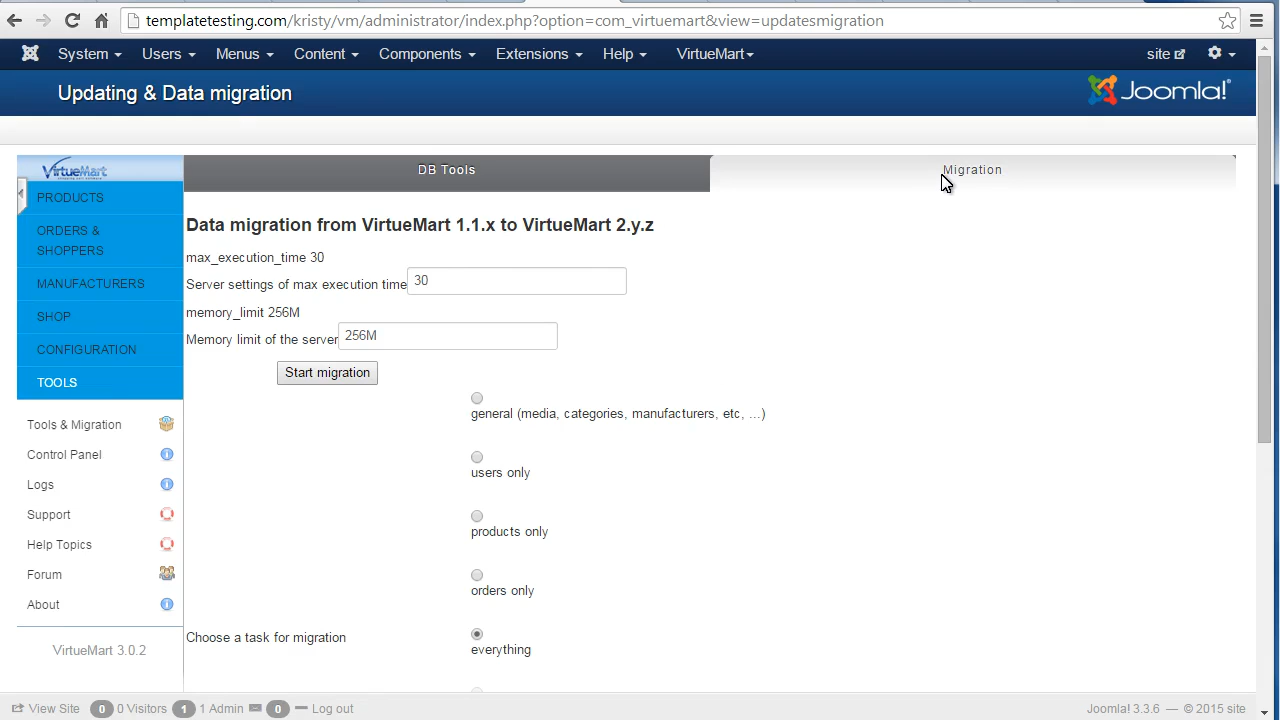 templatetesting.com/kristy/vm/administrator/index.php?option=com_virtuemart&view=updatesmigration
System Users Menus Content Components Extensions Help VirtueMart site
Updating & Data migration
Joomla!
VirtueMart
DB Tools
Migration
PRODUCTS
ORDERS &
SHOPPERS
MANUFACTURERS
SHOP
CONFIGURATION
TOOLS
Tools & Migration
Control Panel
Logs
Support
Help Topics
Forum
About
VirtueMart 3.0.2
Data migration from VirtueMart 1.1.x to VirtueMart 2.y.z
max_execution_time 30
Server settings of max execution time 30
memory_limit 256M
Memory limit of the server 256M
Start migration
general (media, categories, manufacturers, etc, ...)
users only
products only
orders only
Choose a task for migration
everything
View Site 0 0 Visitors 1 1 Admin 0 Log out
Joomla! 3.3.6 — © 2015 site